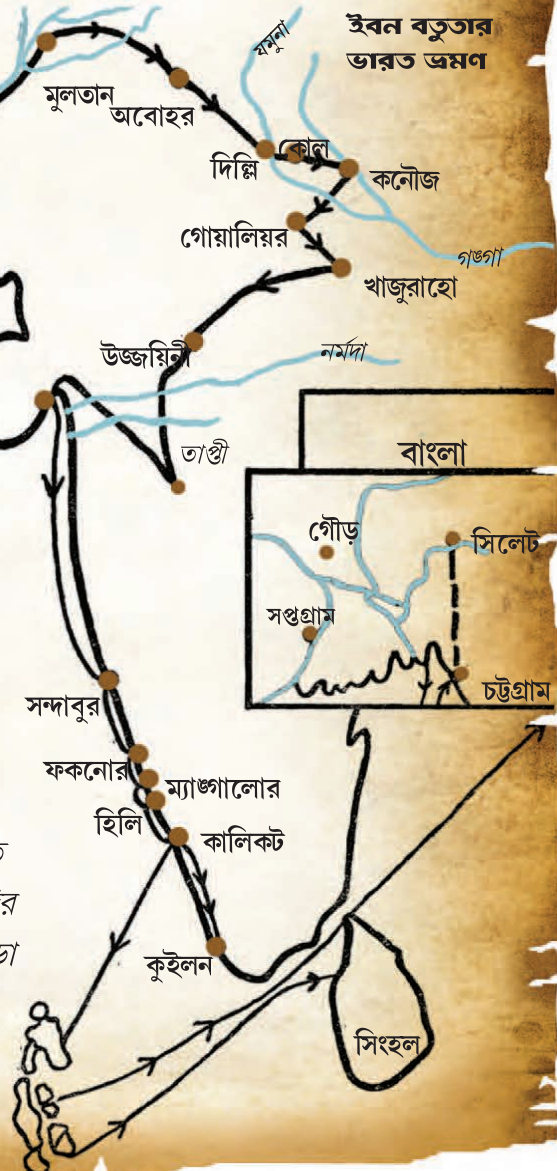 ইবন বতুতার
ভারত ভ্রমণ
যমুনা
মুলতান
অবোহর
দিল্লি
কোল
কনৌজ
গোয়ালিয়র
গঙ্গা
খাজুরাহো
উজ্জয়িনী
নর্মদা
তাপ্তী
বাংলা
গৌড়
সিলেট
সপ্তগ্রাম
চট্টগ্রাম
সন্দাবুর
ফকনোর
ম্যাঙ্গালোর
হিলি
কালিকট
কুইলন
সিংহল